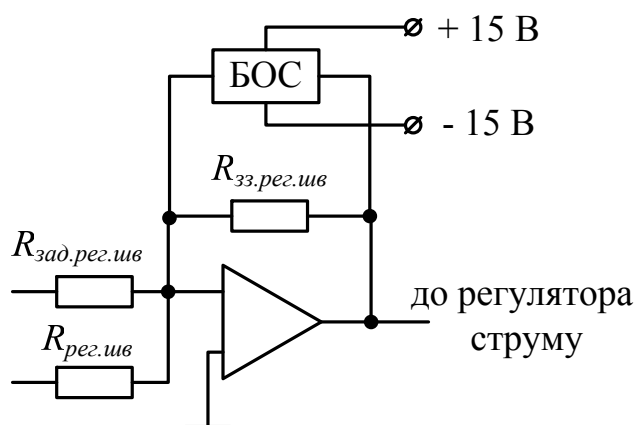 + 15 В
БОС
- 15 В
Rзз.рег.шв
Rзад.рег.шв
до регулятора
струму
Rрег.шв